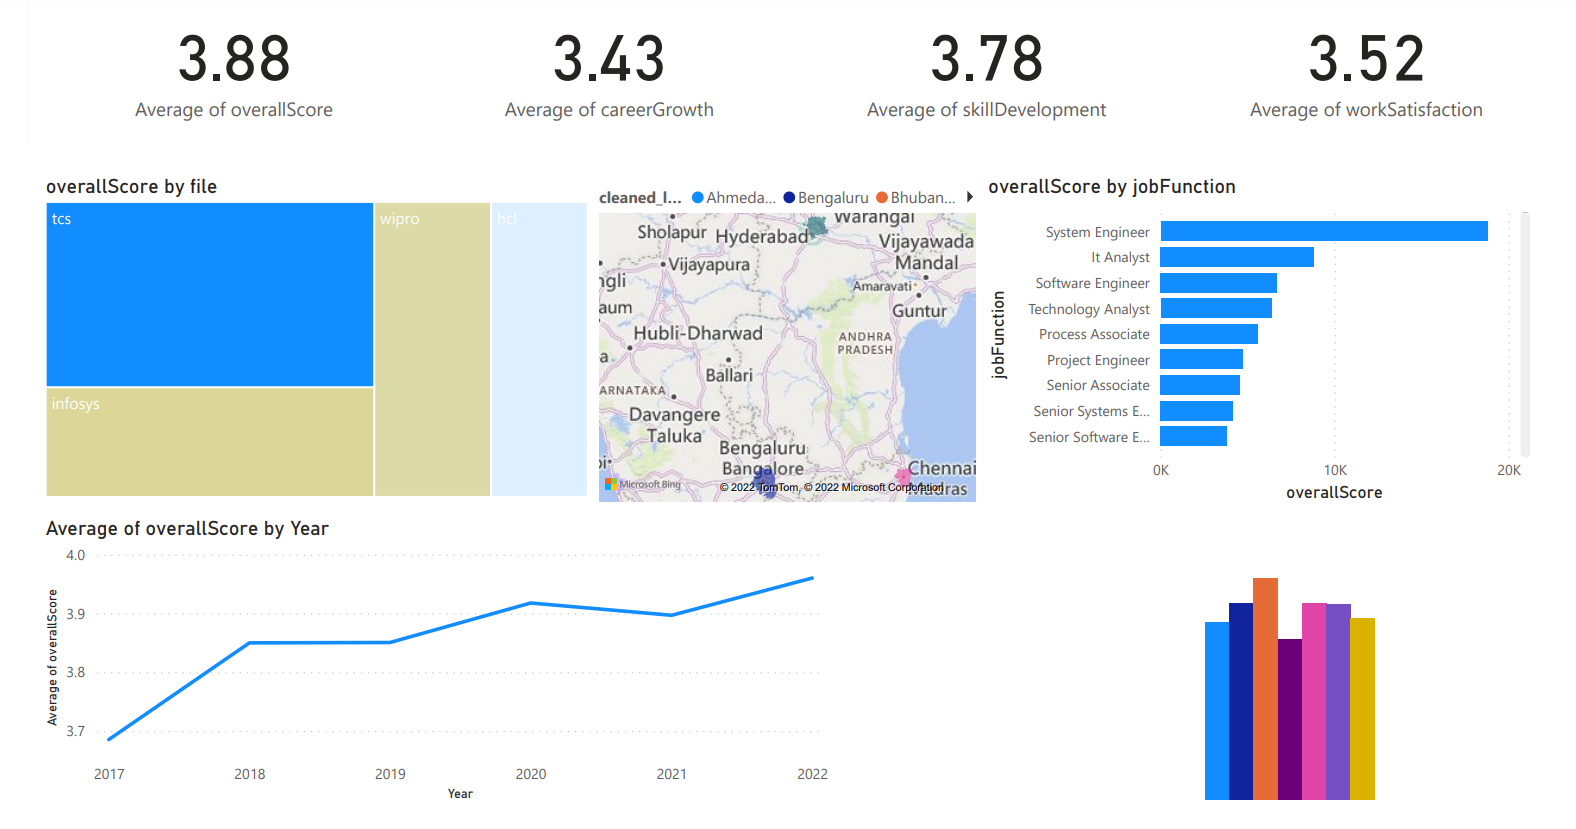 3.88
Average of overallScore
3.43
Average of careerGrowth
3.78
Average of skillDevelopment
3.52
Average of workSatisfaction
overallScore by file
tcs
wipro
hcl
infosys
cleaned_l...
Ahmeda...
Bengaluru
Bhuban...
Sholapur
Hyderabad
Warangal
Vijayawada
Mandal
Vijayapura
Amaravati
Guntur
Hubli-Dharwad
ANDHRA
PRADESH
Ballari
ARNATAKA
Davangere
Taluka
Bengaluru
Bangalore
Chennai
Madras
Microsoft Bing
© 2022 TomTom, © 2022 Microsoft Corporation
overallScore by jobFunction
jobFunction
System Engineer
It Analyst
Software Engineer
Technology Analyst
Process Associate
Project Engineer
Senior Associate
Senior Systems E...
Senior Software E...
0K
10K
20K
overallScore
Average of overallScore by Year
Average of overallScore
4.0
3.9
3.8
3.7
2017
2018
2019
2020
2021
2022
Year